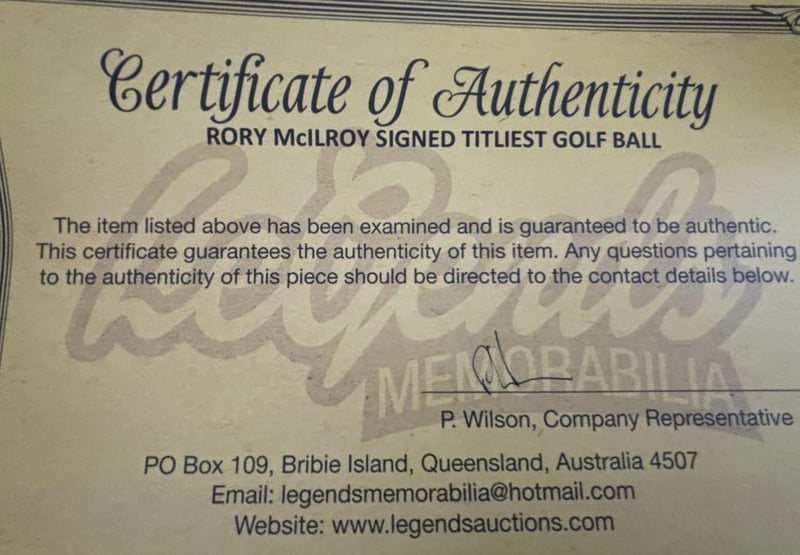 Certificate of Authenticity
RORY McILROY SIGNED TITLIEST GOLF BALL
Legends
MEMORABILIA
The item listed above has been examined and is guaranteed to be authentic.
This certificate guarantees the authenticity of this item. Any questions pertaining
to the authenticity of this piece should be directed to the contact details below.
P. Wilson, Company Representative
PO Box 109, Bribie Island, Queensland, Australia 4507
Email: legendsmemorabilia@hotmail.com
Website: www.legendsauctions.com